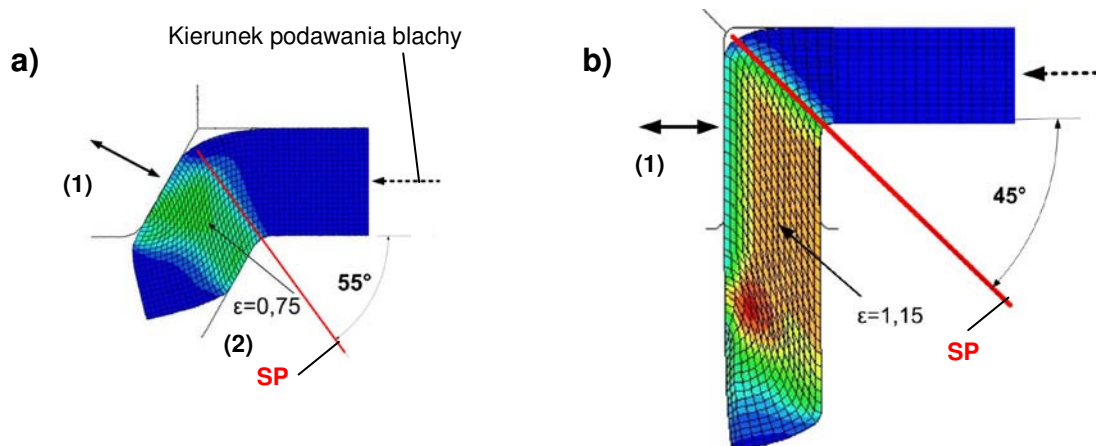 a)
Kierunek podawania blachy
(1)
55°
ε=0,75
(2)
SP
b)
(1)
45°
ε=1,15
SP